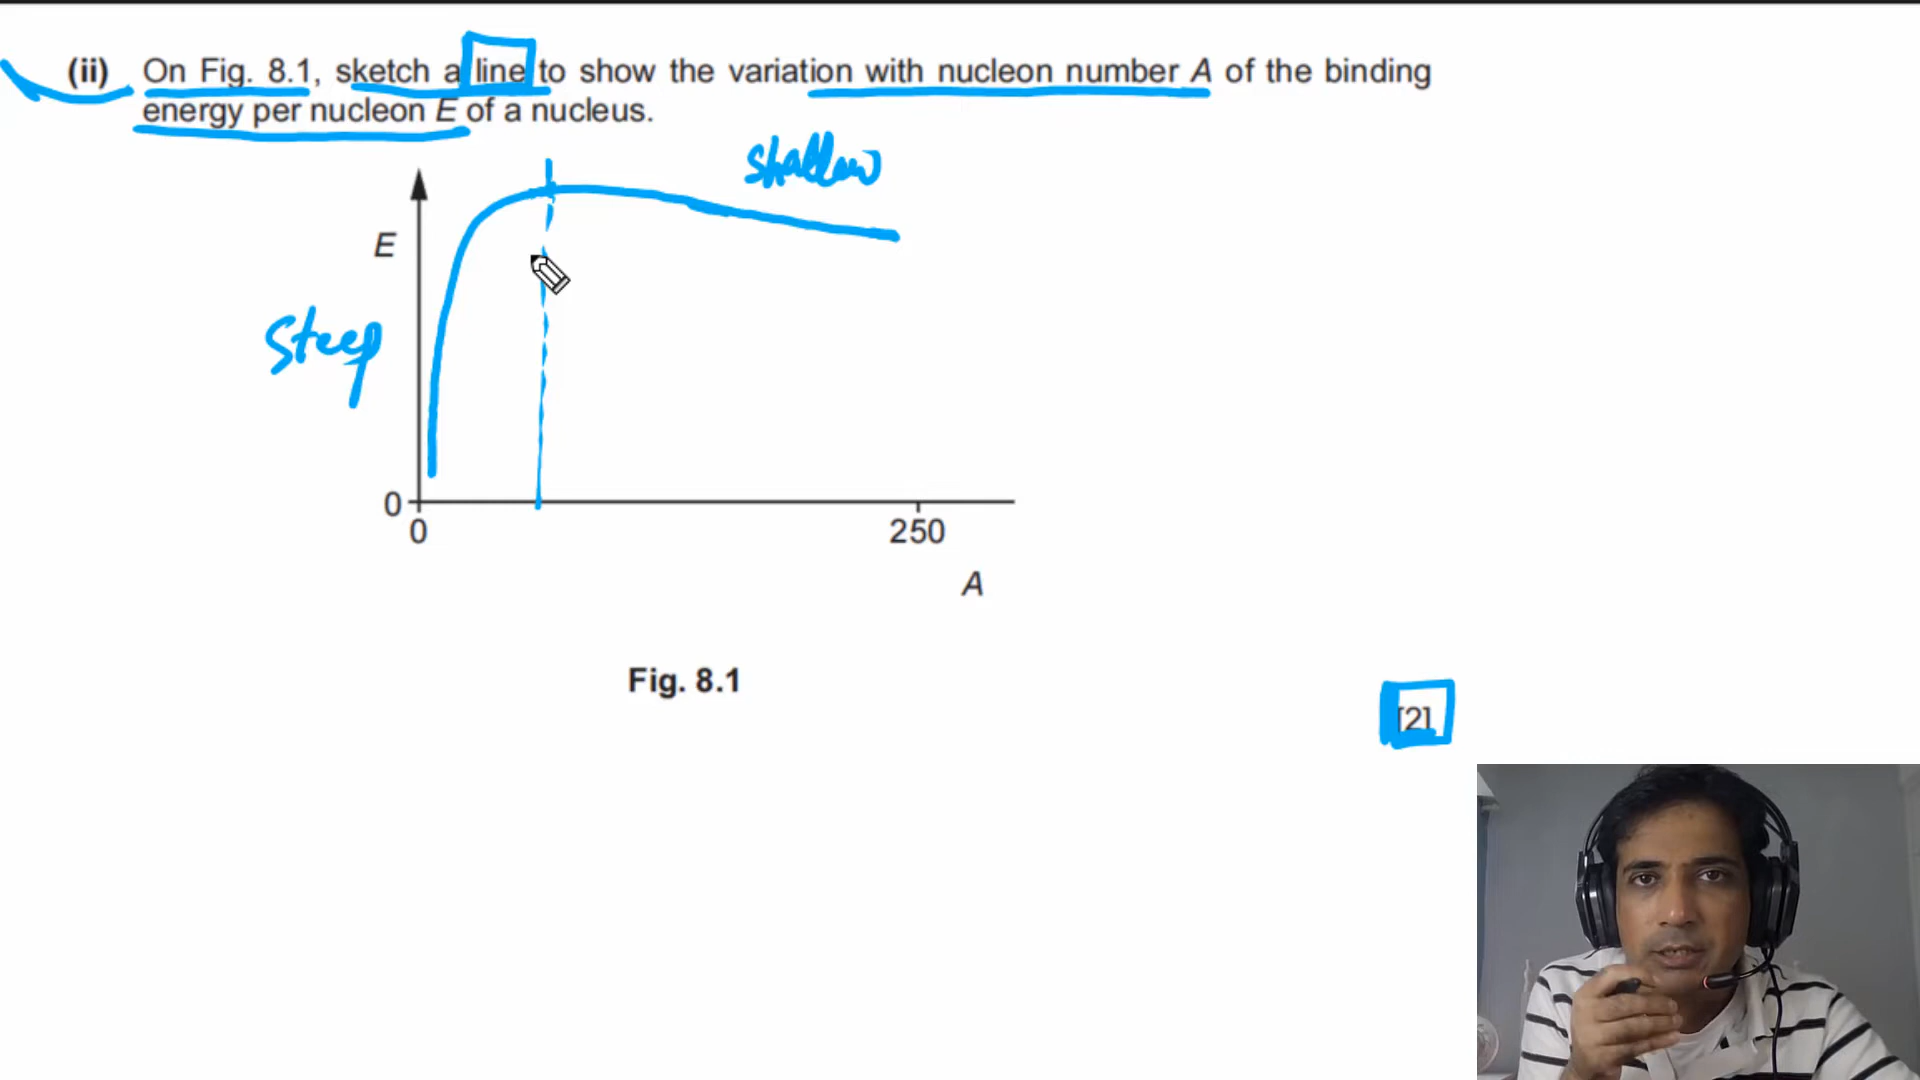 (ii) On Fig. 8.1, sketch a line to show the variation with nucleon number A of the binding
energy per nucleon E of a nucleus.
shallow
E
steep
0
0 250
A
Fig. 8.1
[2]